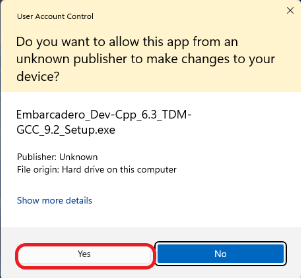 User Account Control
Do you want to allow this app from an
unknown publisher to make changes to your
device?
Embarcadero_Dev-Cpp_6.3_TDM-
GCC_9.2_Setup.exe
Publisher: Unknown
File origin: Hard drive on this computer
Show more details
Yes
No